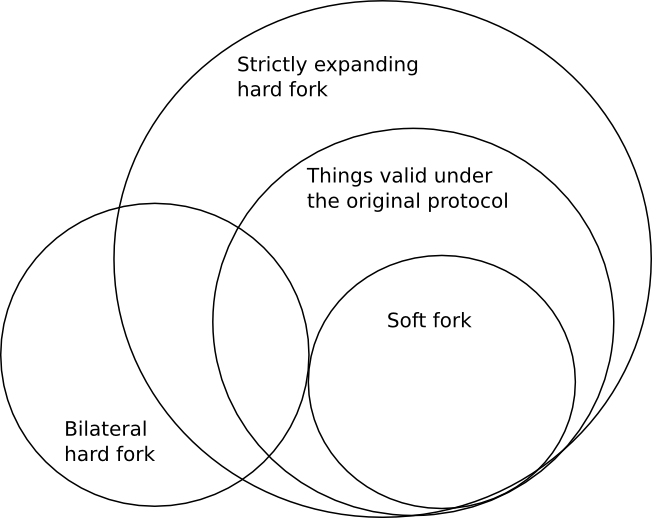 Strictly expanding
hard fork
Things valid under
the original protocol
Soft fork
Bilateral
hard fork